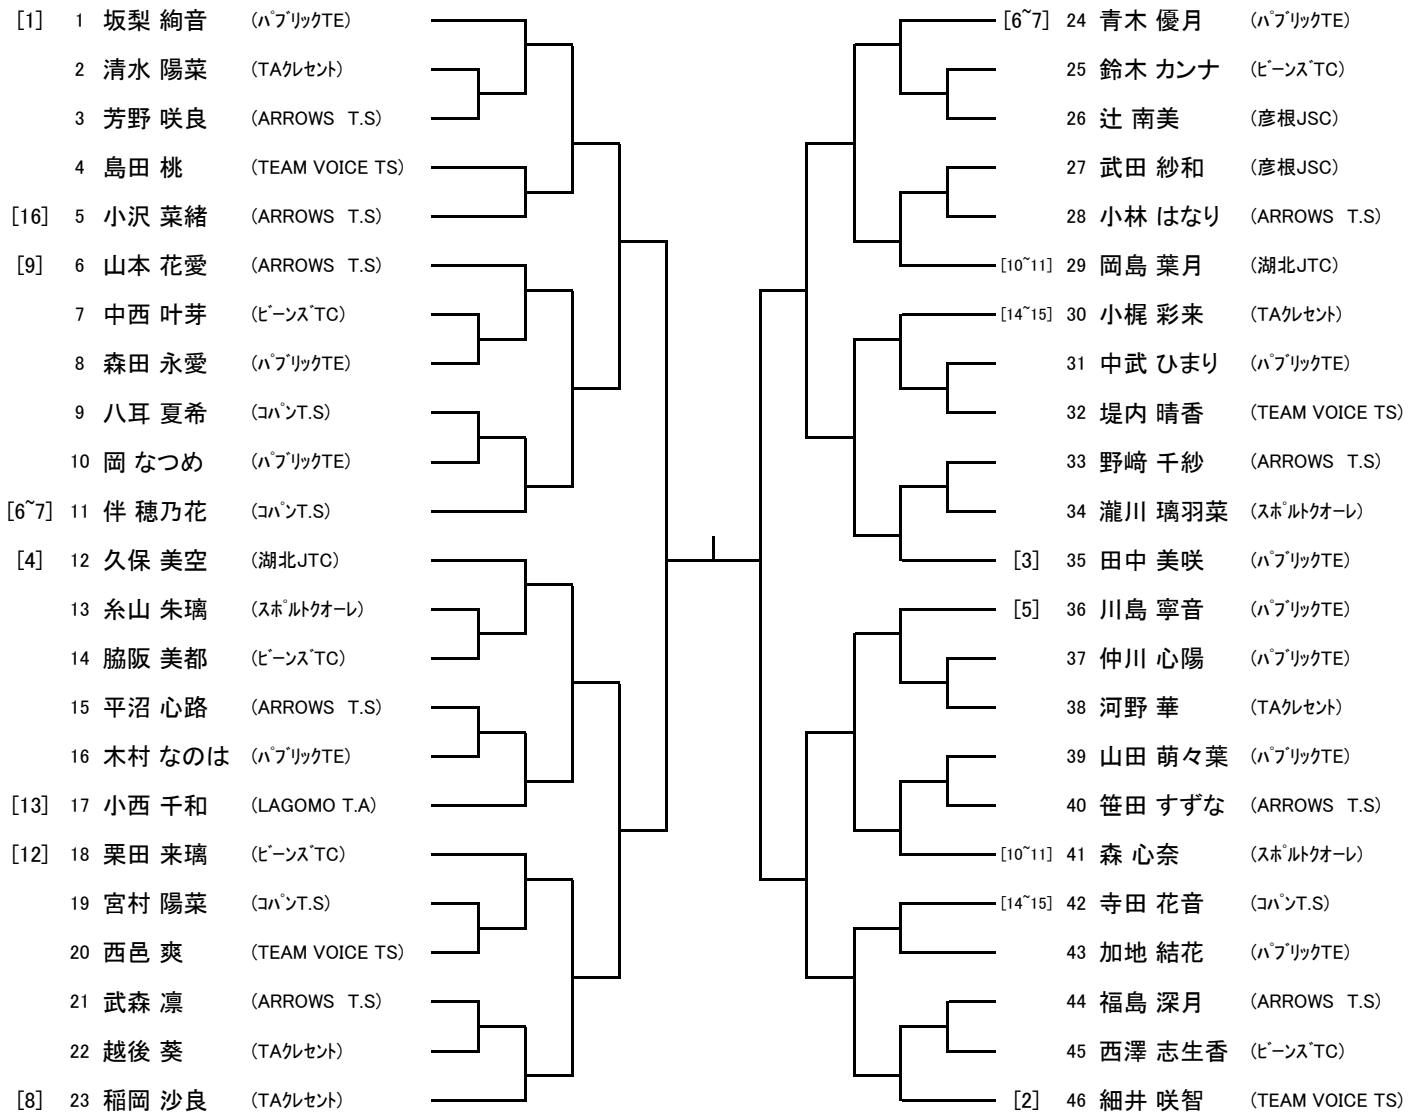 [1] 1 坂梨 絢音 (ﾊﾟﾌﾞﾘｯｸTE)
2 清水 陽菜 (TAｸﾚｾﾝﾄ)
3 芳野 咲良 (ARROWS T.S)
4 島田 桃 (TEAM VOICE TS)
[16] 5 小沢 菜緒 (ARROWS T.S)
[9] 6 山本 花愛 (ARROWS T.S)
7 中西 叶芽 (ﾋﾞｰﾝｽﾞTC)
8 森田 永愛 (ﾊﾟﾌﾞﾘｯｸTE)
9 八耳 夏希 (ｺﾊﾟﾝT.S)
10 岡 なつめ (ﾊﾟﾌﾞﾘｯｸTE)
[6~7] 11 伴 穂乃花 (ｺﾊﾟﾝT.S)
[4] 12 久保 美空 (湖北JTC)
13 糸山 朱璃 (ｽﾎﾟﾙﾄｸオーレ)
14 脇阪 美都 (ﾋﾞｰﾝｽﾞTC)
15 平沼 心路 (ARROWS T.S)
16 木村 なのは (ﾊﾟﾌﾞﾘｯｸTE)
[13] 17 小西 千和 (LAGOMO T.A)
[12] 18 栗田 来璃 (ﾋﾞｰﾝｽﾞTC)
19 宮村 陽菜 (ｺﾊﾟﾝT.S)
20 西邑 爽 (TEAM VOICE TS)
21 武森 凛 (ARROWS T.S)
22 越後 葵 (TAｸﾚｾﾝﾄ)
[8] 23 稲岡 沙良 (TAｸﾚｾﾝﾄ)
[6~7] 24 青木 優月 (ﾊﾟﾌﾞﾘｯｸTE)
25 鈴木 カンナ (ﾋﾞｰﾝｽﾞTC)
26 辻 南美 (彦根JSC)
27 武田 紗和 (彦根JSC)
28 小林 はなり (ARROWS T.S)
[10~11] 29 岡島 葉月 (湖北JTC)
[14~15] 30 小梶 彩来 (TAｸﾚｾﾝﾄ)
31 中武 ひまり (ﾊﾟﾌﾞﾘｯｸTE)
32 堤内 晴香 (TEAM VOICE TS)
33 野﨑 千紗 (ARROWS T.S)
34 瀧川 璃羽菜 (ｽﾎﾟﾙﾄｸオーレ)
[3] 35 田中 美咲 (ﾊﾟﾌﾞﾘｯｸTE)
[5] 36 川島 寧音 (ﾊﾟﾌﾞﾘｯｸTE)
37 仲川 心陽 (ﾊﾟﾌﾞﾘｯｸTE)
38 河野 華 (TAｸﾚｾﾝﾄ)
39 山田 萌々葉 (ﾊﾟﾌﾞﾘｯｸTE)
40 笹田 すずな (ARROWS T.S)
[10~11] 41 森 心奈 (ｽﾎﾟﾙﾄｸオーレ)
[14~15] 42 寺田 花音 (ｺﾊﾟﾝT.S)
43 加地 結花 (ﾊﾟﾌﾞﾘｯｸTE)
44 福島 深月 (ARROWS T.S)
45 西澤 志生香 (ﾋﾞｰﾝｽﾞTC)
[2] 46 細井 咲智 (TEAM VOICE TS)